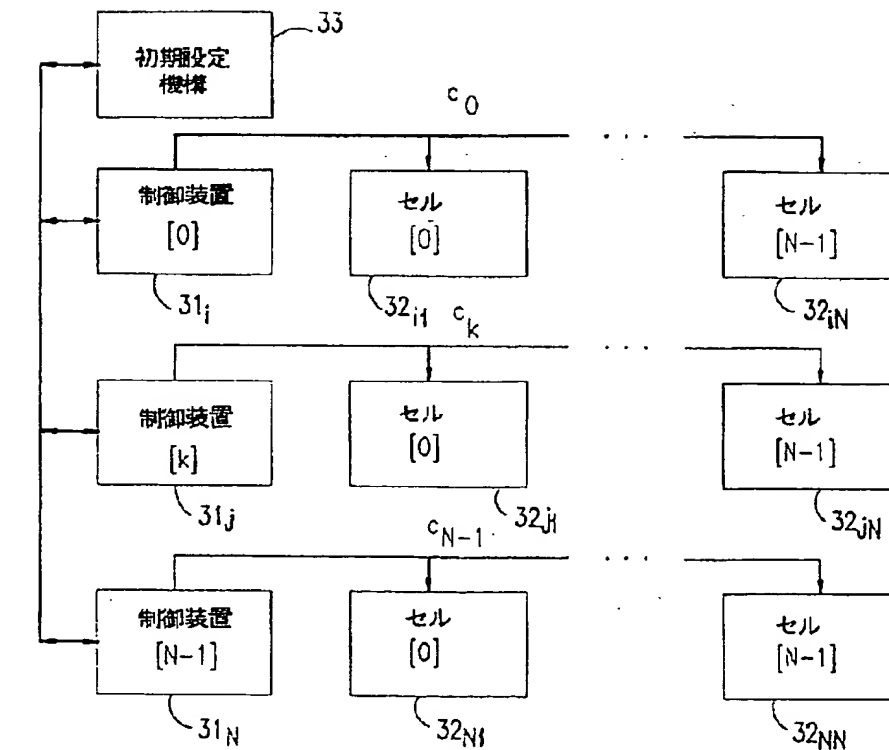 33
初期設定
機構
c0
. . .
制御装置
[0]
セル
[0]
セル
[N-1]
31i
32i1
32iN
ck
. . .
制御装置
[k]
セル
[0]
セル
[N-1]
31j
32j1
32jN
cN-1
. . .
制御装置
[N-1]
セル
[0]
セル
[N-1]
31N
32N1
32NN